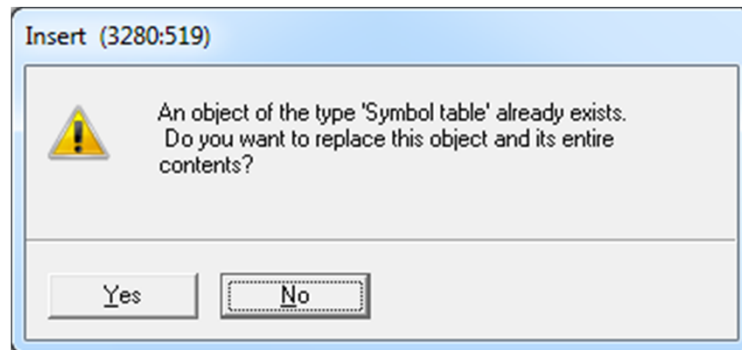 Insert (3280:519)
An object of the type 'Symbol table' already exists.
Do you want to replace this object and its entire
contents?
Yes
No